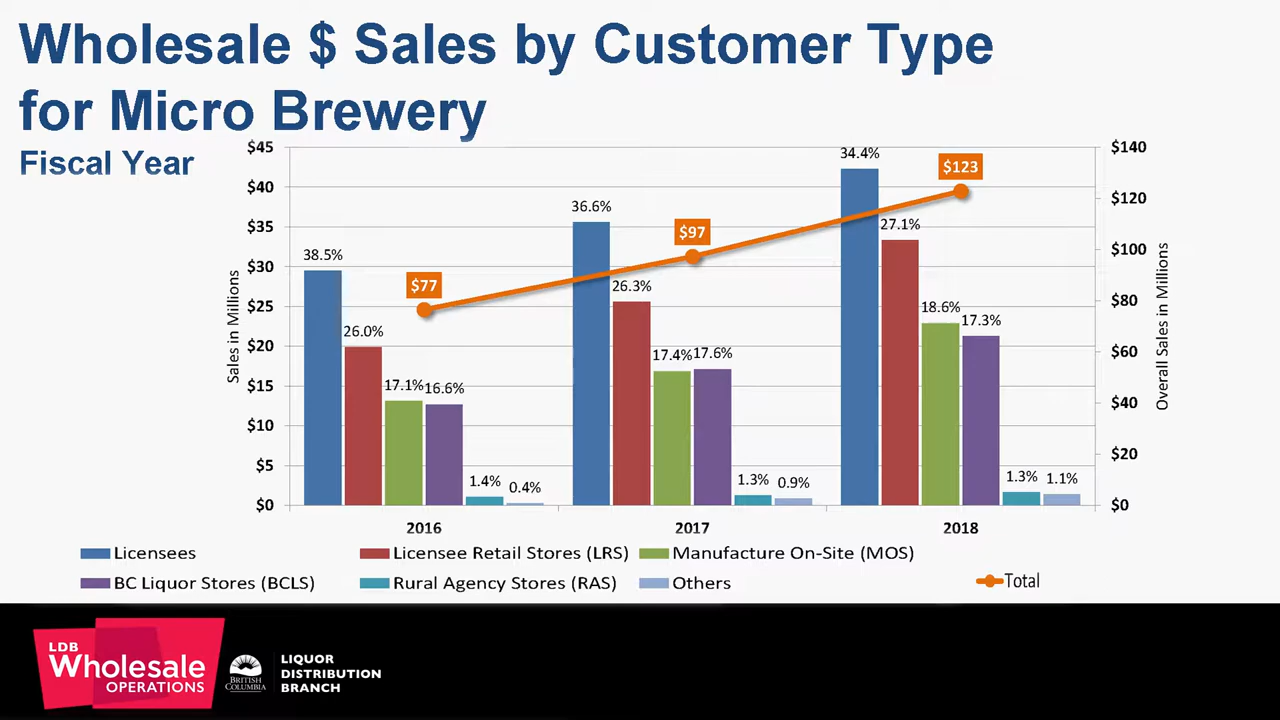 Wholesale $ Sales by Customer Type
for Micro Brewery
Fiscal Year
Sales in Millions
$45
$40
$35
$30
$25
$20
$15
$10
$5
$0
38.5%
26.0%
17.1%
16.6%
1.4%
0.4%
36.6%
26.3%
17.4%
17.6%
1.3%
0.9%
34.4%
27.1%
18.6%
17.3%
1.3%
1.1%
$77
$97
$123
$140
$120
$100
$80
$60
$40
$20
$0
Overall Sales in Millions
2016
2017
2018
Licensees
Licensee Retail Stores (LRS)
Manufacture On-Site (MOS)
BC Liquor Stores (BCLS)
Rural Agency Stores (RAS)
Others
Total
LDB
Wholesale
OPERATIONS
BRITISH
COLUMBIA
LIQUOR
DISTRIBUTION
BRANCH